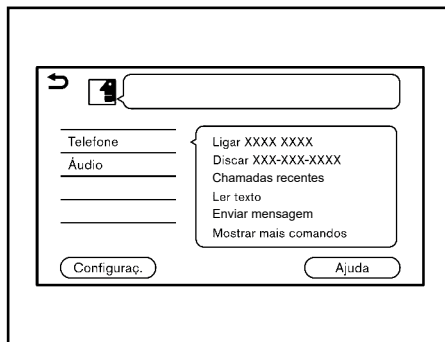 Telefone
Áudio
Ligar XXXX XXXX
Discar XXX-XXX-XXXX
Chamadas recentes
Ler texto
Enviar mensagem
Mostrar mais comandos
Configuraç.
Ajuda